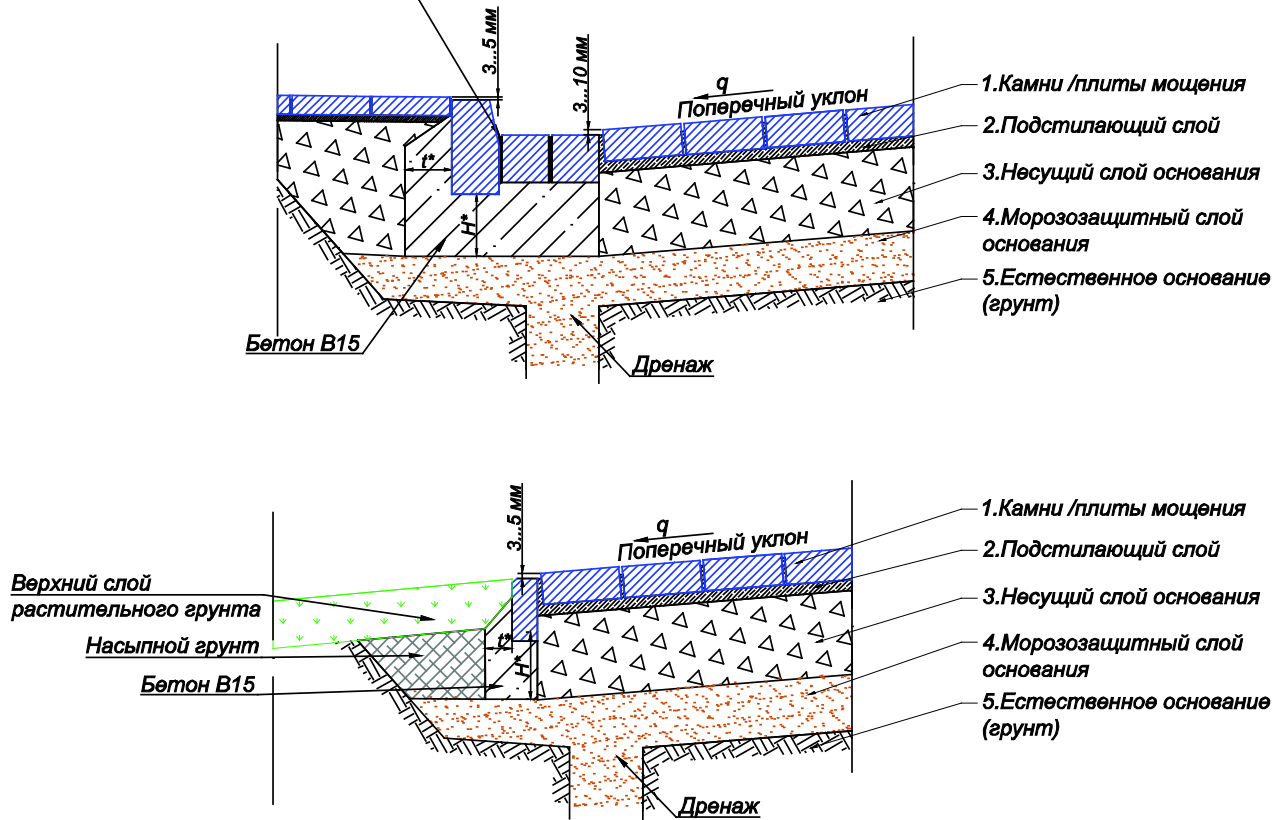 3...5 мм
3...10 мм
q
Поперечный уклон
1.Камни /плиты мощения
2.Подстилающий слой
3.Несущий слой основания
4.Морозозащитный слой
основания
5.Естественное основание
(грунт)
t*
H*
Бетон В15
Дренаж
3...5 мм
q
Поперечный уклон
1.Камни /плиты мощения
2.Подстилающий слой
3.Несущий слой основания
4.Морозозащитный слой
основания
5.Естественное основание
(грунт)
Верхний слой
растительного грунта
Насыпной грунт
Бетон В15
t*
H*
Дренаж